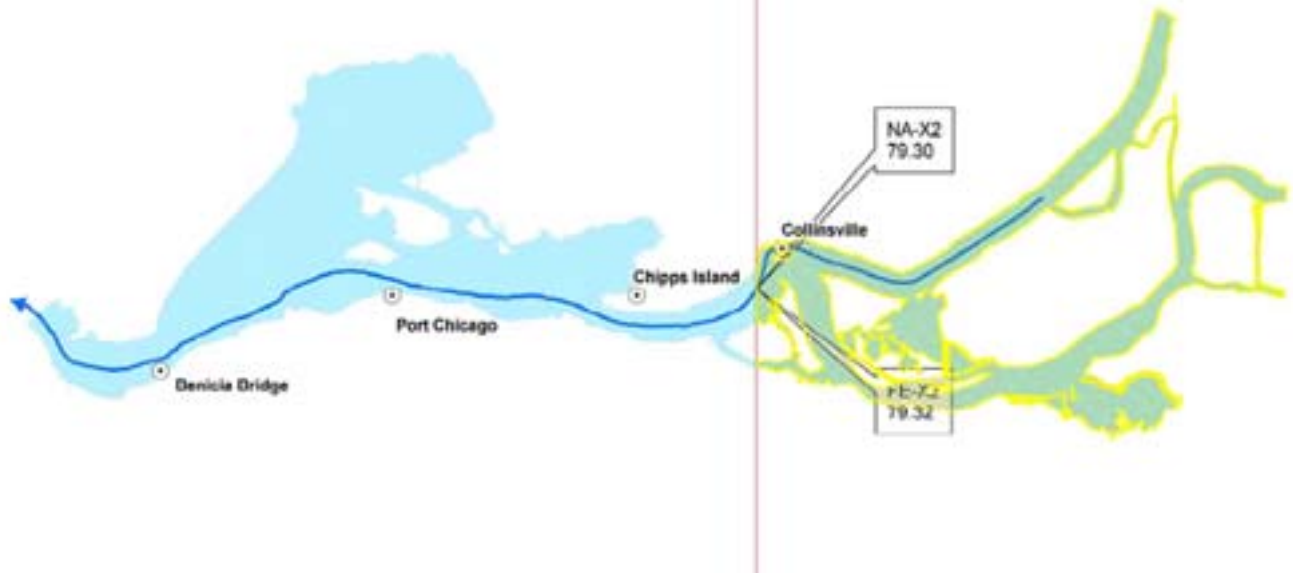 NA-X2
79.30
Collinsville
Chipps Island
Port Chicago
Benicia Bridge
79.32